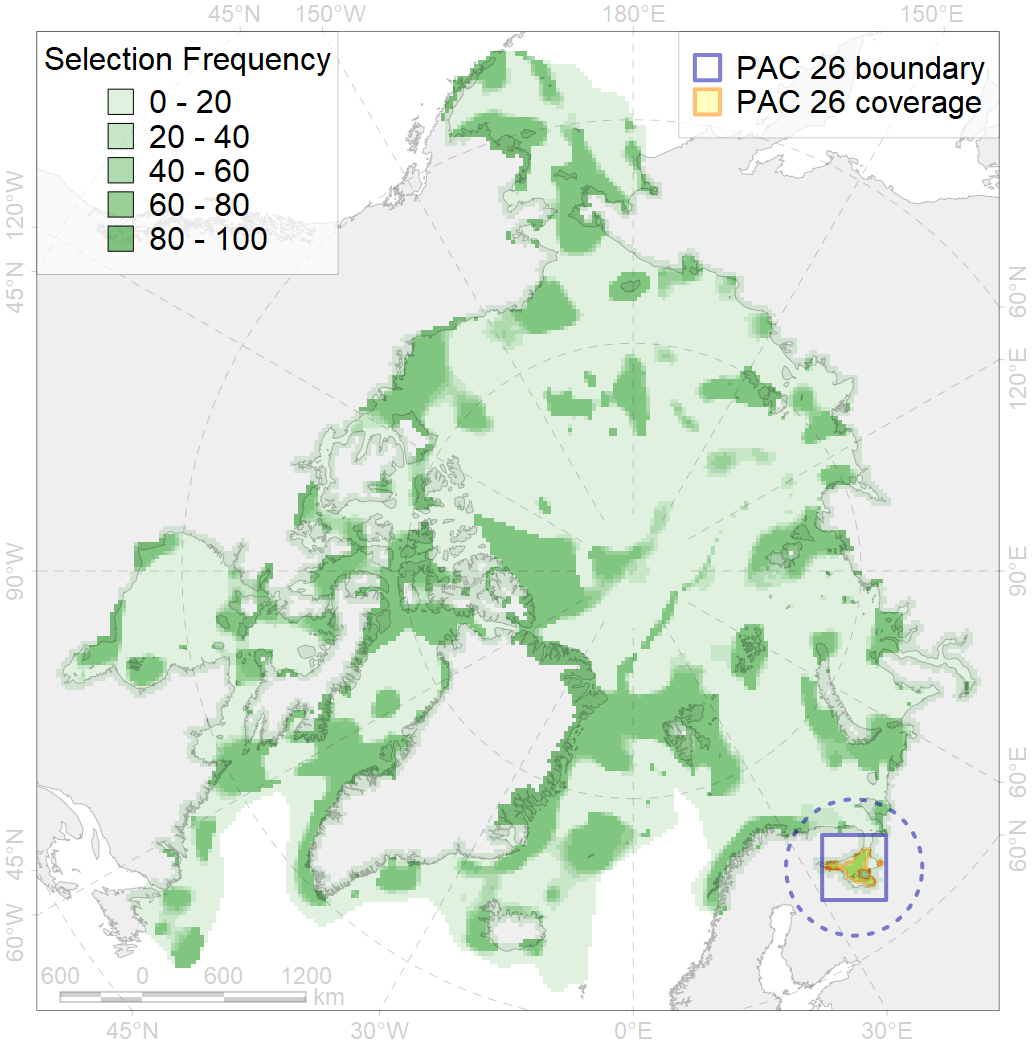 45°N 150°W 180°E 150°E
Selection Frequency
0 - 20
20 - 40
40 - 60
60 - 80
80 - 100
PAC 26 boundary
PAC 26 coverage
120°W
45°N
90°W
45°N
60°W
60°N
120°E
90°E
60°E
60°N
600 0 600 1200
km
45°W 30°W 0°E 30°E